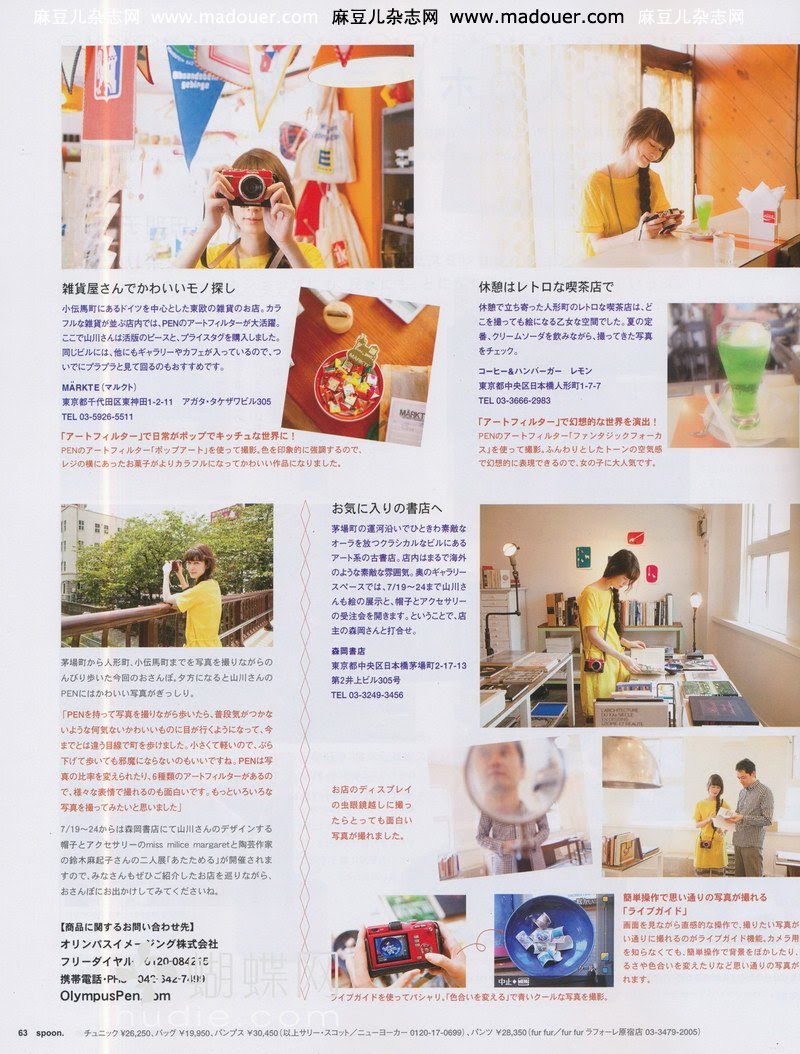 麻豆儿杂志网 www.madouer.com 麻豆儿杂志网 www.madouer.com 麻豆儿杂志网
雑貨屋さんでかわいいモノ探し
小伝馬町にあるドイツを中心とした東欧の雑貨のお店。カラ
フルな雑貨が並ぶ店内では、PENのアートフィルターが大活躍。
ここで山川さんは活版のピースと、プライスタグを購入しました。
同じビルには、他にもギャラリーやカフェが入っているので、つ
いでにブラブラと見て回るのもおすすめです。
MÄRKTE(マルクト)
東京都千代田区東神田1-2-11 アガタ・タケザワビル305
TEL 03-5926-5511
「アートフィルター」で日常がポップでキッチュな世界に!
PENのアートフィルター「ポップアート」を使って撮影。色を印象的に強調するので、
レジの横にあったお菓子がよりカラフルになってかわいい作品になりました。
MÄRKTE
休憩はレトロな喫茶店で
休憩で立ち寄った人形町のレトロな喫茶店は、ど
こを撮っても絵になる乙女な空間でした。夏の定
番、クリームソーダを飲みながら、撮ってきた写真
をチェック。
コーヒー&ハンバーガー レモン
東京都中央区日本橋人形町1-7-7
TEL 03-3666-2983
「アートフィルター」で幻想的な世界を演出!
PENのアートフィルター「ファンタジックフォーカ
ス」を使って撮影。ふんわりとしたトーンの空気感
で幻想的に表現できるので、女の子に大人気です。
お気に入りの書店へ
茅場町の運河沿いでひときわ素敵な
オーラを放つクラシカルなビルにある
アート系の古書店。店内はまるで海外
のような素敵な雰囲気。奥のギャラリー
スペースでは、7/19〜24まで山川さ
んも絵の展示と、帽子とアクセサリー
の受注会を開きます。ということで、店
主の森岡さんと打合せ。
森岡書店
東京都中央区日本橋茅場町2-17-13
第2井上ビル305号
TEL 03-3249-3456
茅場町から人形町、小伝馬町までを写真を撮りながらの
んびり歩いた今回のおさんぽ。夕方になると山川さんの
PENにはかわいい写真がぎっしり。
「PENを持って写真を撮りながら歩いたら、普段気がつかな
いような何気ないかわいいものに目が行くようになって、今
までとは違う目線で町を歩けました。小さくて軽いので、ぶら
下げて歩いても邪魔にならないのもいいですね。PENは写
真の比率を変えられたり、6種類のアートフィルターがあるの
で、様々な表情で撮れるのも面白いです。もっといろいろな
写真を撮ってみたいと思いました」
7/19〜24からは森岡書店にて山川さんのデザインする
帽子とアクセサリーのmiss milice margaretと陶芸作家
の鈴木麻起子さんの二人展「あたためる」が開催されま
すので、みなさんもぜひご紹介したお店を巡りながら、
おさんぽにお出かけしてみてくださいね。
お店のディスプレイ
の虫眼鏡越しに撮っ
たらとっても面白い
写真が撮れました。
【商品に関するお問い合わせ先】
オリンパスイメージング株式会社
フリーダイヤル 0120-084215
携帯電話・PHS 042-642-7499
OlympusPen.com
中止
MENU
ライブガイドを使ってパシャリ。「色合いを変える」で青いクールな写真を撮影。
簡単操作で思い通りの写真が撮れる
「ライブガイド」
画面を見ながら直感的な操作で、撮りたい写真が
い通りに撮れるのがライブガイド機能。カメラ用
を知らなくても、簡単操作で背景をぼかしたり、
るさや色合いを変えたりなど思い通りの写真が
れます。
63 spoon. チュニック ¥26,250、バッグ ¥19,950、パンプス ¥30,450(以上サリー・スコット/ニューヨーカー 0120-17-0699)、パンツ ¥28,350(fur fur/fur fur ラフォーレ原宿店 03-3479-2005)